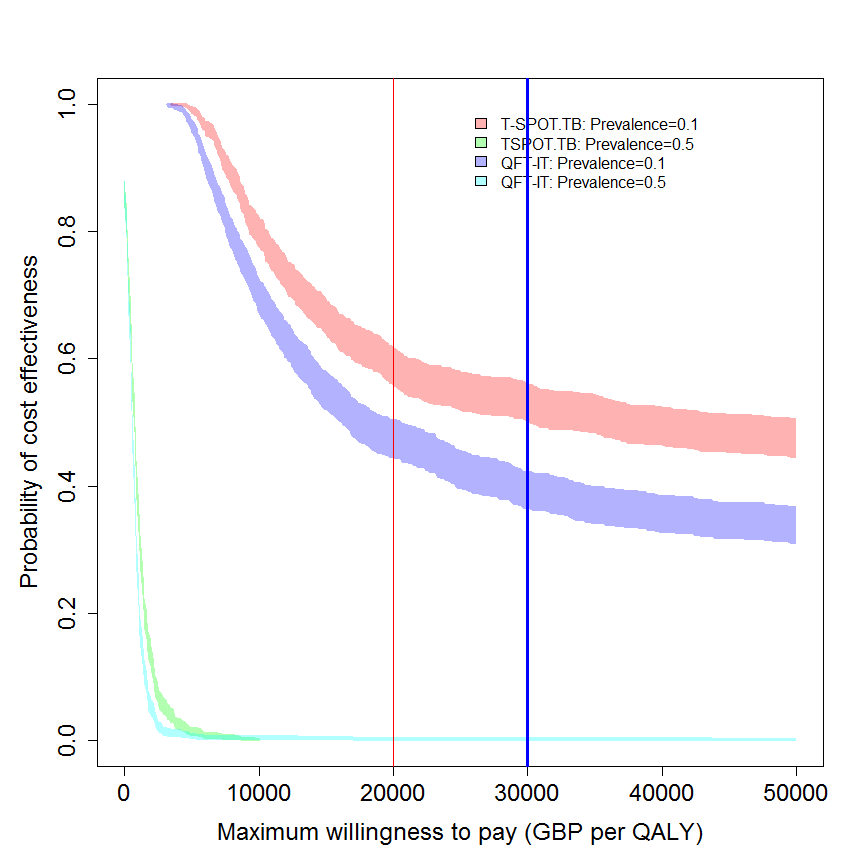 1.0
0.8
0.6
0.4
0.2
0.0
Probability of cost effectiveness
T-SPOT.TB: Prevalence=0.1
TSPOT.TB: Prevalence=0.5
QFT-IT: Prevalence=0.1
QFT-IT: Prevalence=0.5
0 10000 20000 30000 40000 50000
Maximum willingness to pay (GBP per QALY)